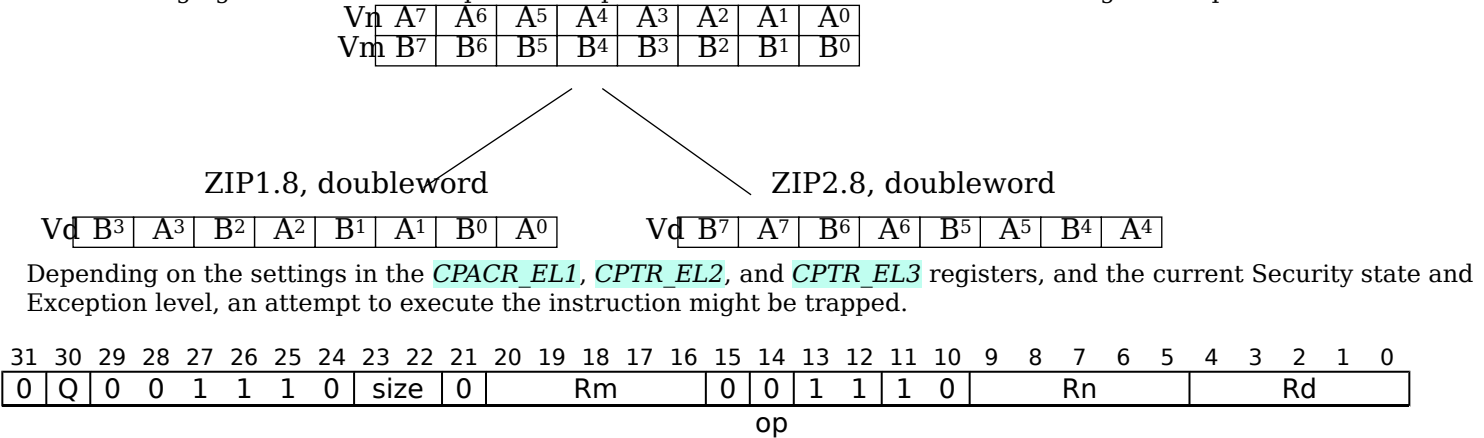 Vn A7 A6 A5 A4 A3 A2 A1 A0
Vm B7 B6 B5 B4 B3 B2 B1 B0
ZIP1.8, doubleword ZIP2.8, doubleword
Vd B3 A3 B2 A2 B1 A1 B0 A0 Vd B7 A7 B6 A6 B5 A5 B4 A4
Depending on the settings in the CPACR_EL1, CPTR_EL2, and CPTR_EL3 registers, and the current Security state and
Exception level, an attempt to execute the instruction might be trapped.
31 30 29 28 27 26 25 24 23 22 21 20 19 18 17 16 15 14 13 12 11 10 9 8 7 6 5 4 3 2 1 0
0 Q 0 0 1 1 1 0 size 0 Rm 0 0 1 1 1 0 Rn Rd
op